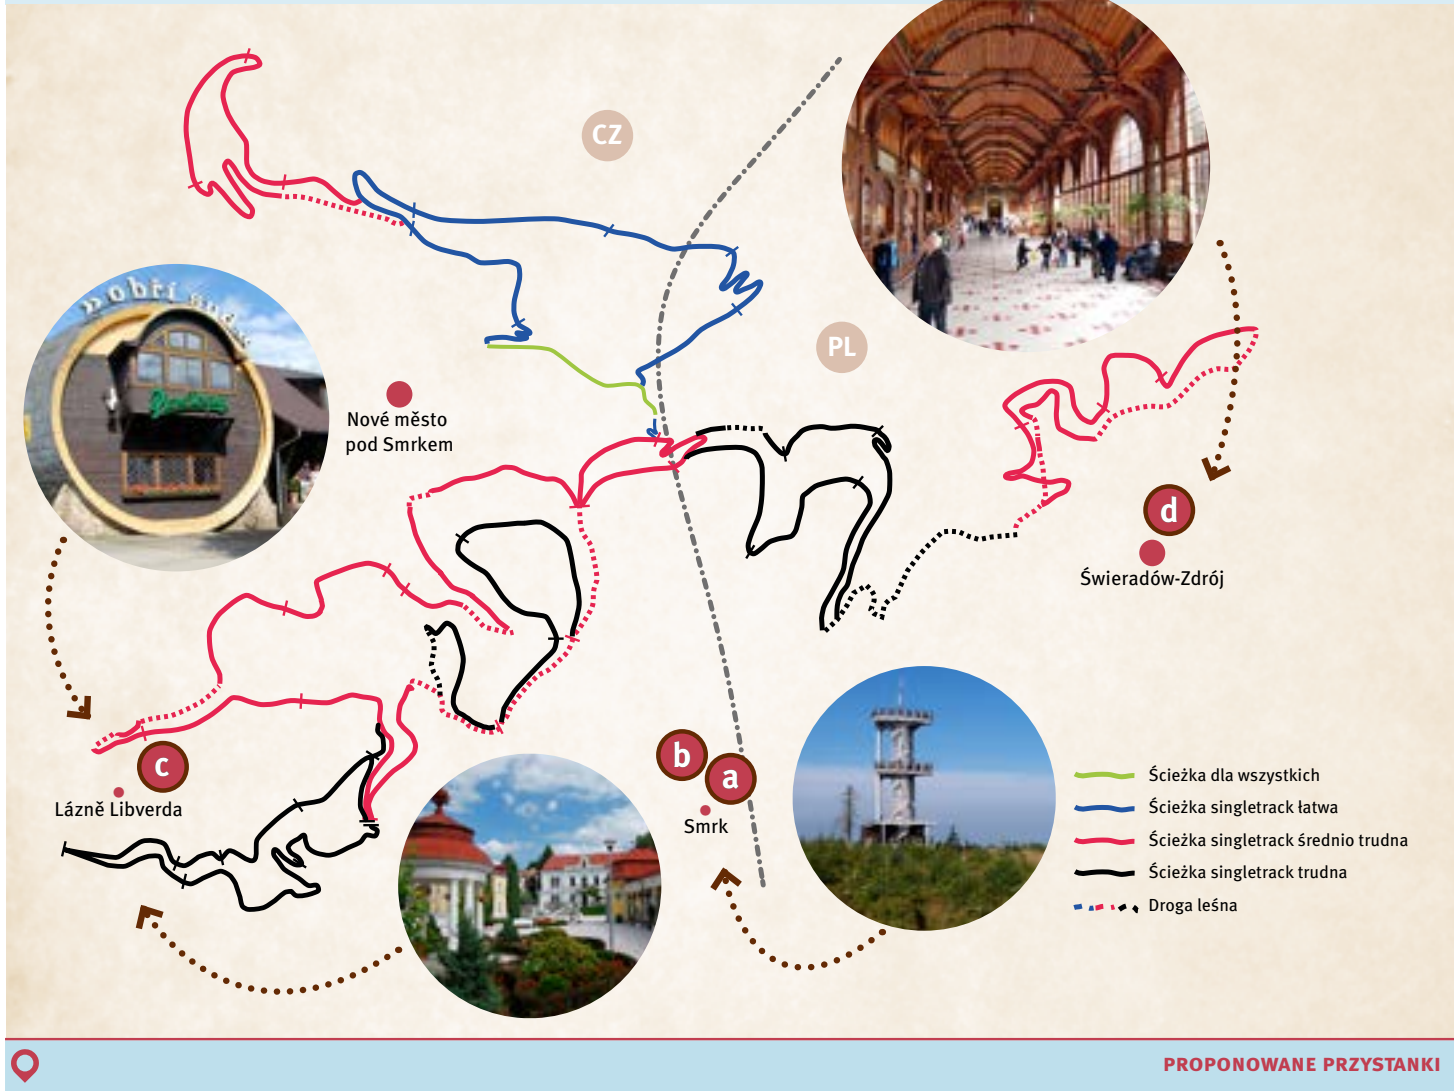 CZ
PL
Nové město
pod Smrkem
d
Świeradów-Zdrój
c
Lázně Libverda
b
a
Smrk
Ścieżka dla wszystkich
Ścieżka singletrack łatwa
Ścieżka singletrack średnio trudna
Ścieżka singletrack trudna
Droga leśna
PROPONOWANE PRZYSTANKI